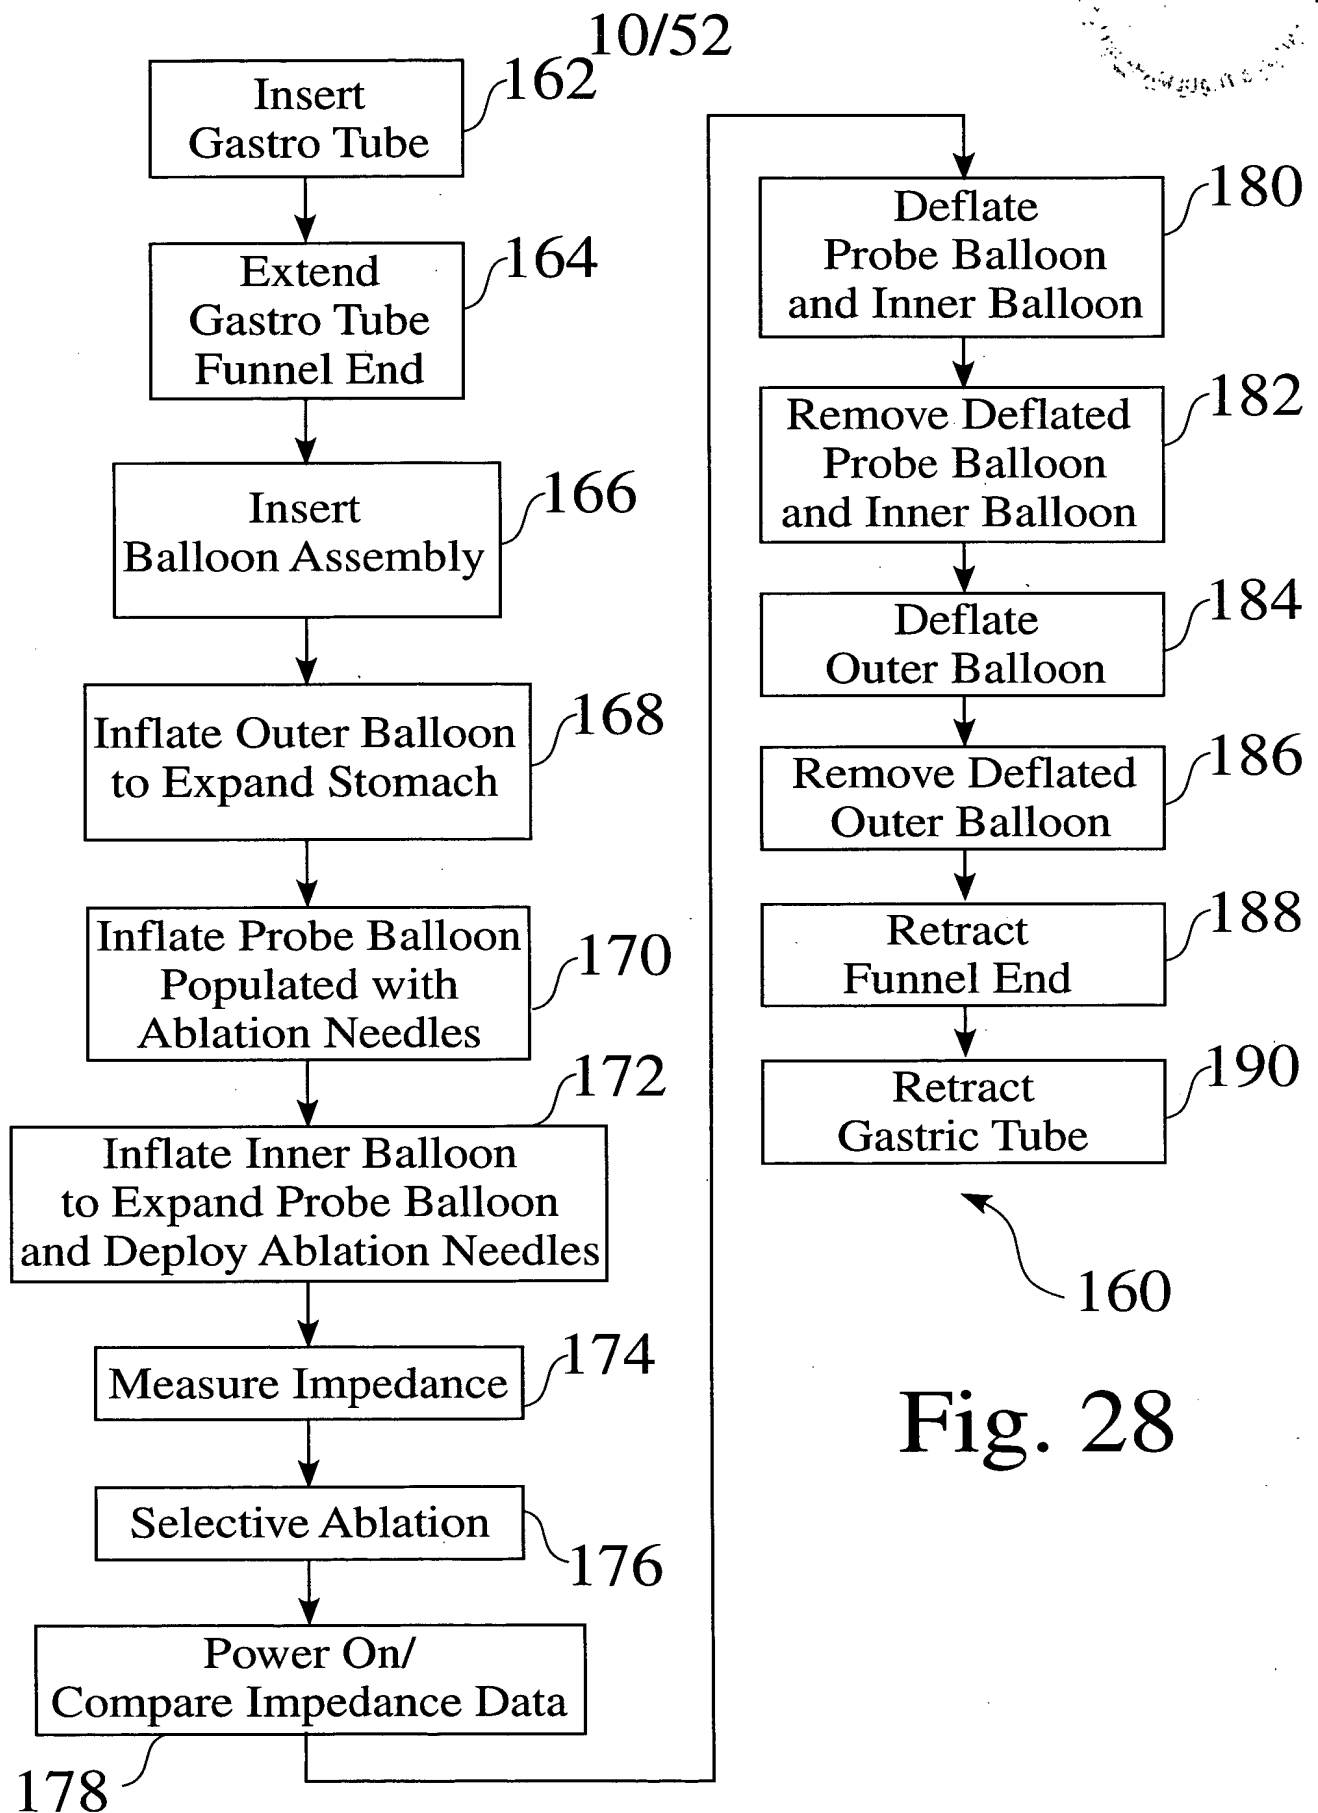 10/52
Insert
Gastro Tube
162
Extend
Gastro Tube
Funnel End
164
Insert
Balloon Assembly
166
Inflate Outer Balloon
to Expand Stomach
168
Inflate Probe Balloon
Populated with
Ablation Needles
170
172
Inflate Inner Balloon
to Expand Probe Balloon
and Deploy Ablation Needles
Measure Impedance
174
Selective Ablation
176
Power On/
Compare Impedance Data
178
Deflate
Probe Balloon
and Inner Balloon
180
Remove Deflated
Probe Balloon
and Inner Balloon
182
Deflate
Outer Balloon
184
Remove Deflated
Outer Balloon
186
Retract
Funnel End
188
Retract
Gastric Tube
190
160
Fig. 28